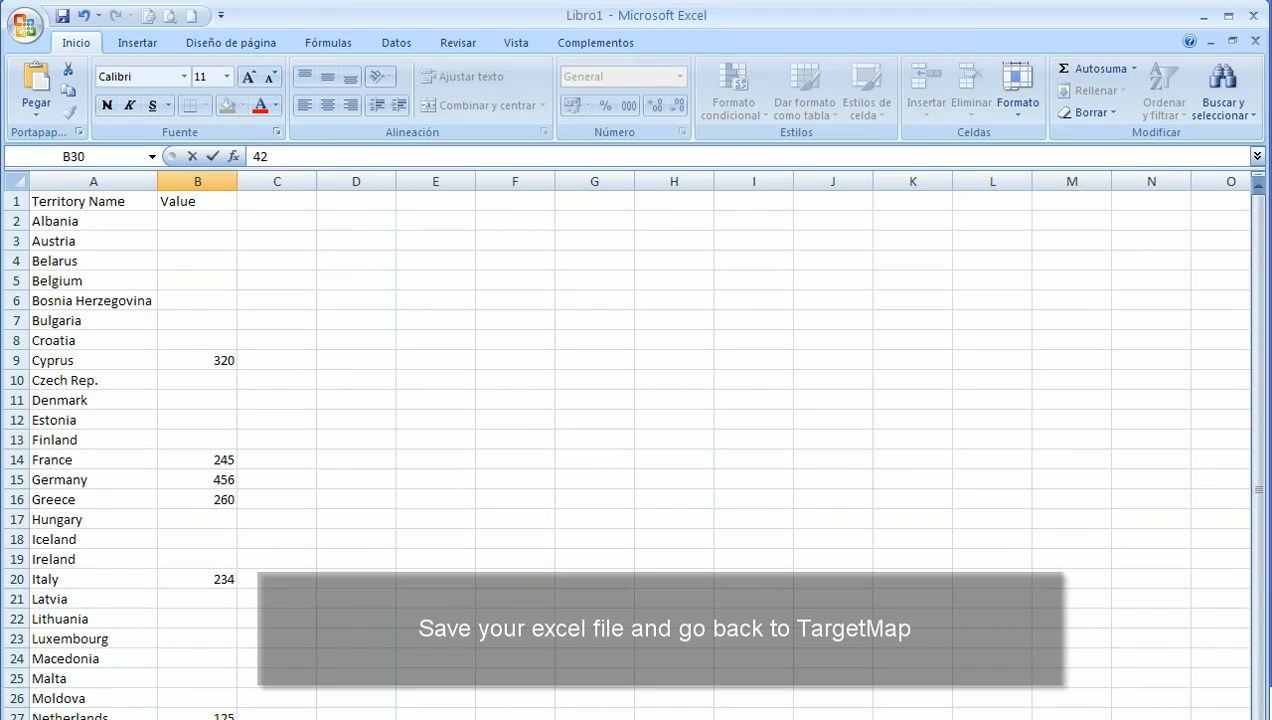 Libro1 - Microsoft Excel
Inicio Insertar Diseño de página Fórmulas Datos Revisar Vista Complementos
Pegar
Calibri 11
N K S
Ajustar texto
Combinar y centrar
General
% 000
Formato condicional
Dar formato como tabla
Estilos de celda
Insertar Eliminar Formato
Autosuma
Rellenar
Borrar
Ordenar y filtrar
Buscar y seleccionar
Portapap... Fuente Alineación Número Estilos Celdas Modificar
B30 fx 42
A B C D E F G H I J K L M N O
1 Territory Name Value
2 Albania
3 Austria
4 Belarus
5 Belgium
6 Bosnia Herzegovina
7 Bulgaria
8 Croatia
9 Cyprus 320
10 Czech Rep.
11 Denmark
12 Estonia
13 Finland
14 France 245
15 Germany 456
16 Greece 260
17 Hungary
18 Iceland
19 Ireland
20 Italy 234
21 Latvia
22 Lithuania
23 Luxembourg
24 Macedonia
25 Malta
26 Moldova
27 Netherlands 125
Save your excel file and go back to TargetMap